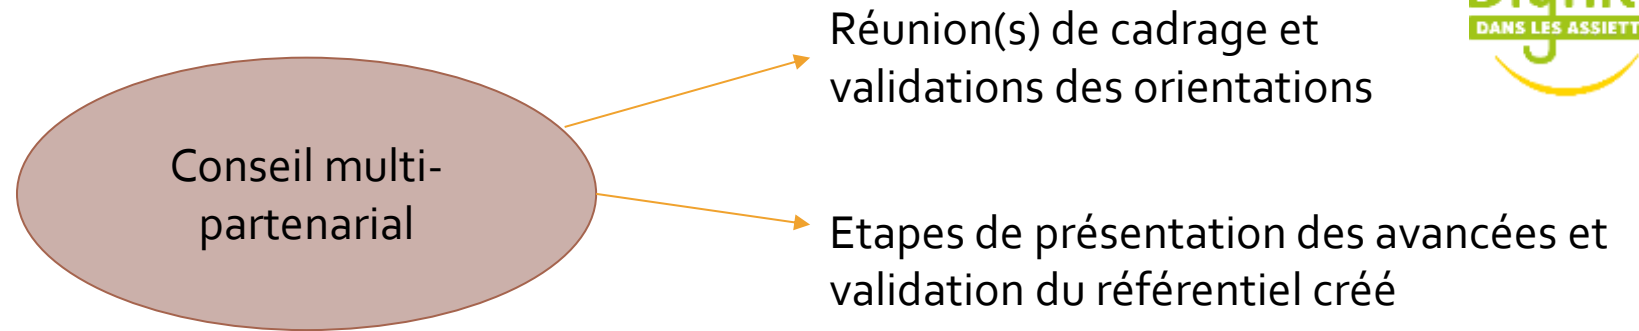 Réunion(s) de cadrage et
validations des orientations
DANS LES ASSIETT
Conseil multi-
partenarial
Etapes de présentation des avancées et
validation du référentiel créé